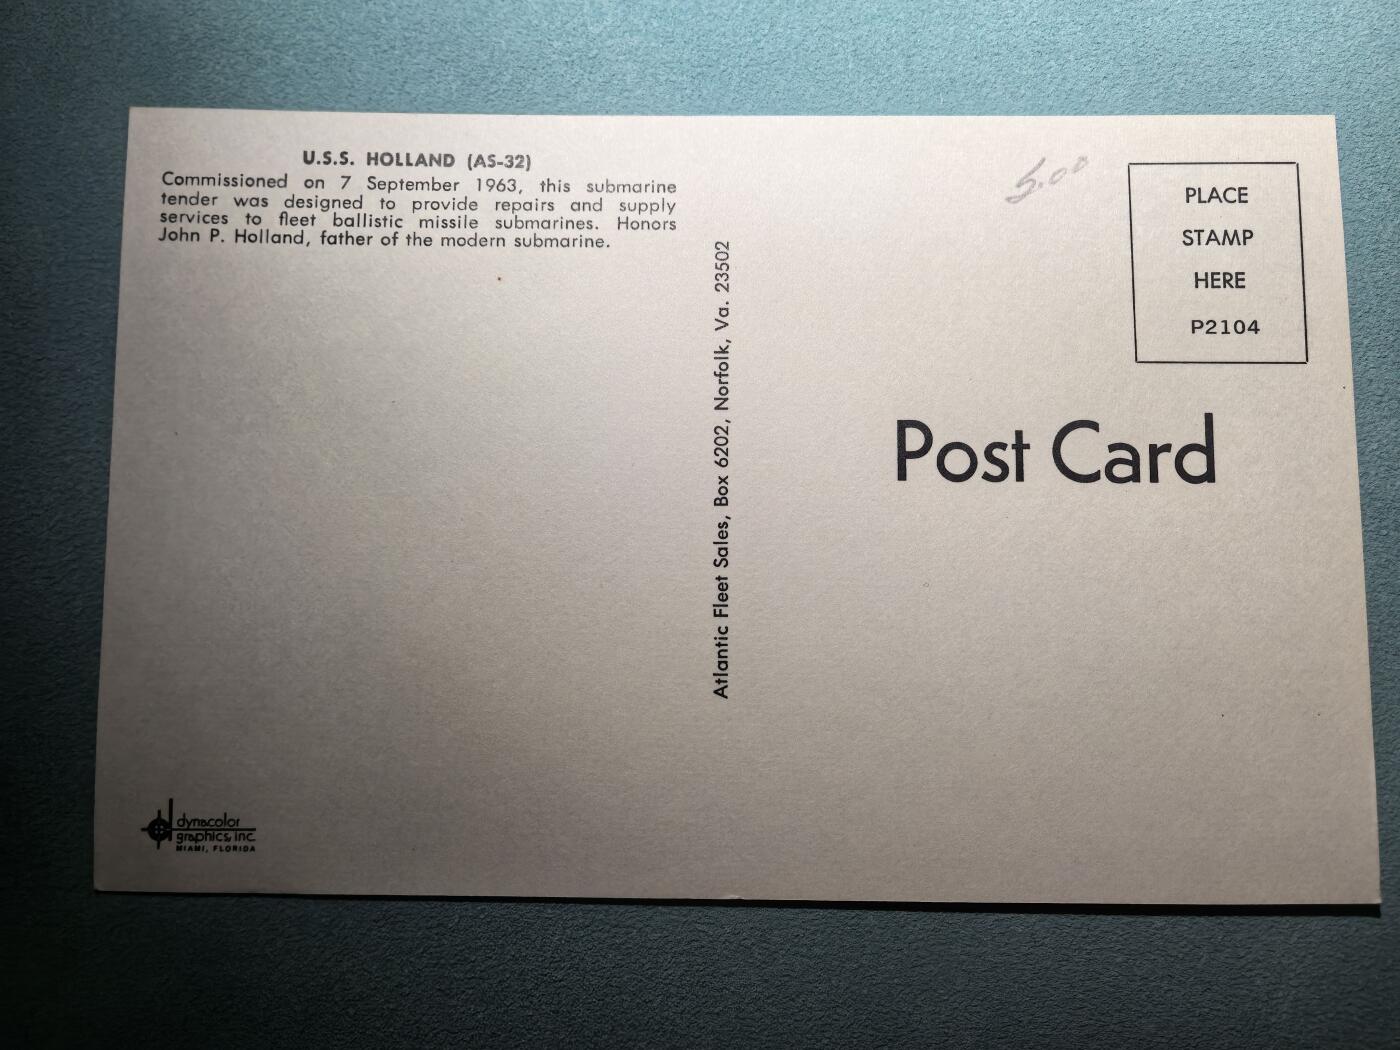 U.S.S. HOLLAND (AS-32)
Commissioned on 7 September 1963, this submarine
tender was designed to provide repairs and supply
services to fleet ballistic missile submarines. Honors
John P. Holland, father of the modern submarine.
5.00
PLACE
STAMP
HERE
P2104
Atlantic Fleet Sales, Box 6202, Norfolk, Va. 23502
Post Card
dynacolor
graphics, inc.
MIAMI, FLORIDA